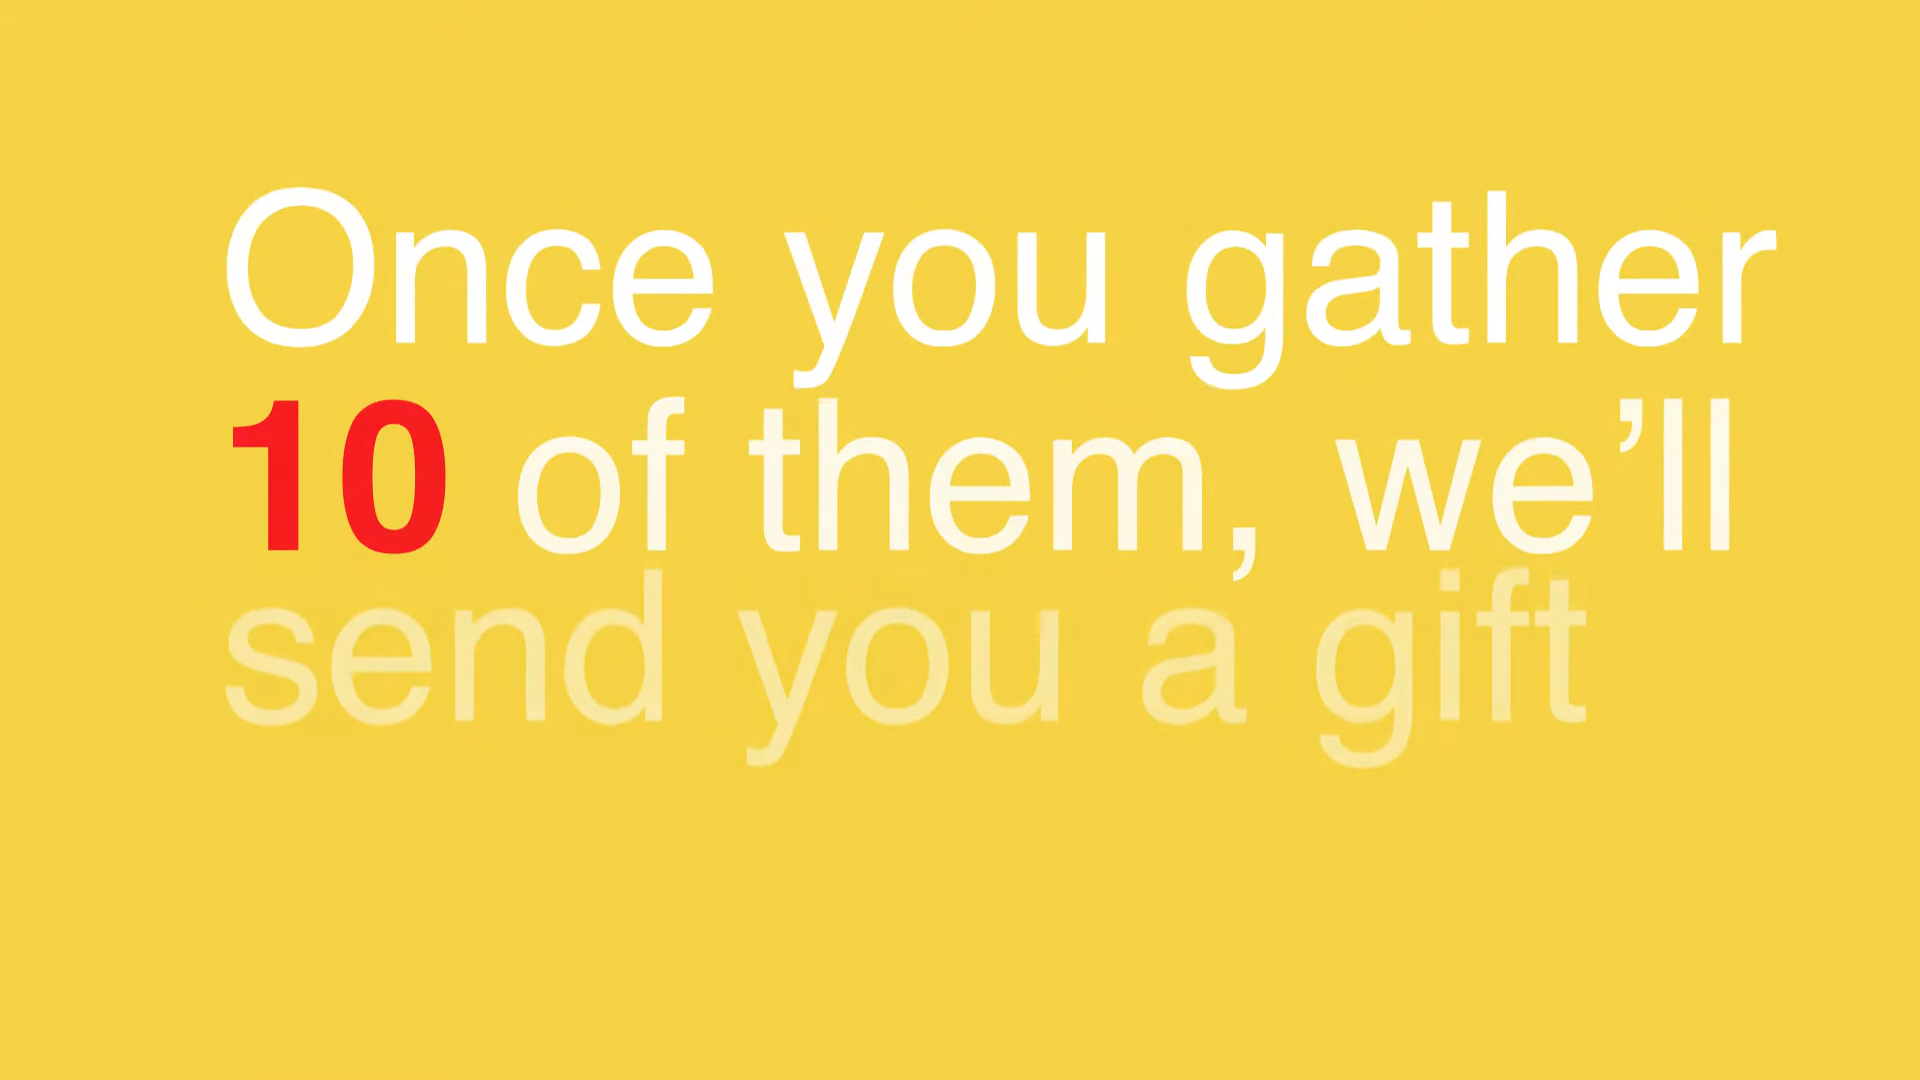 Once you gather
10 of them, we’ll
send you a gift